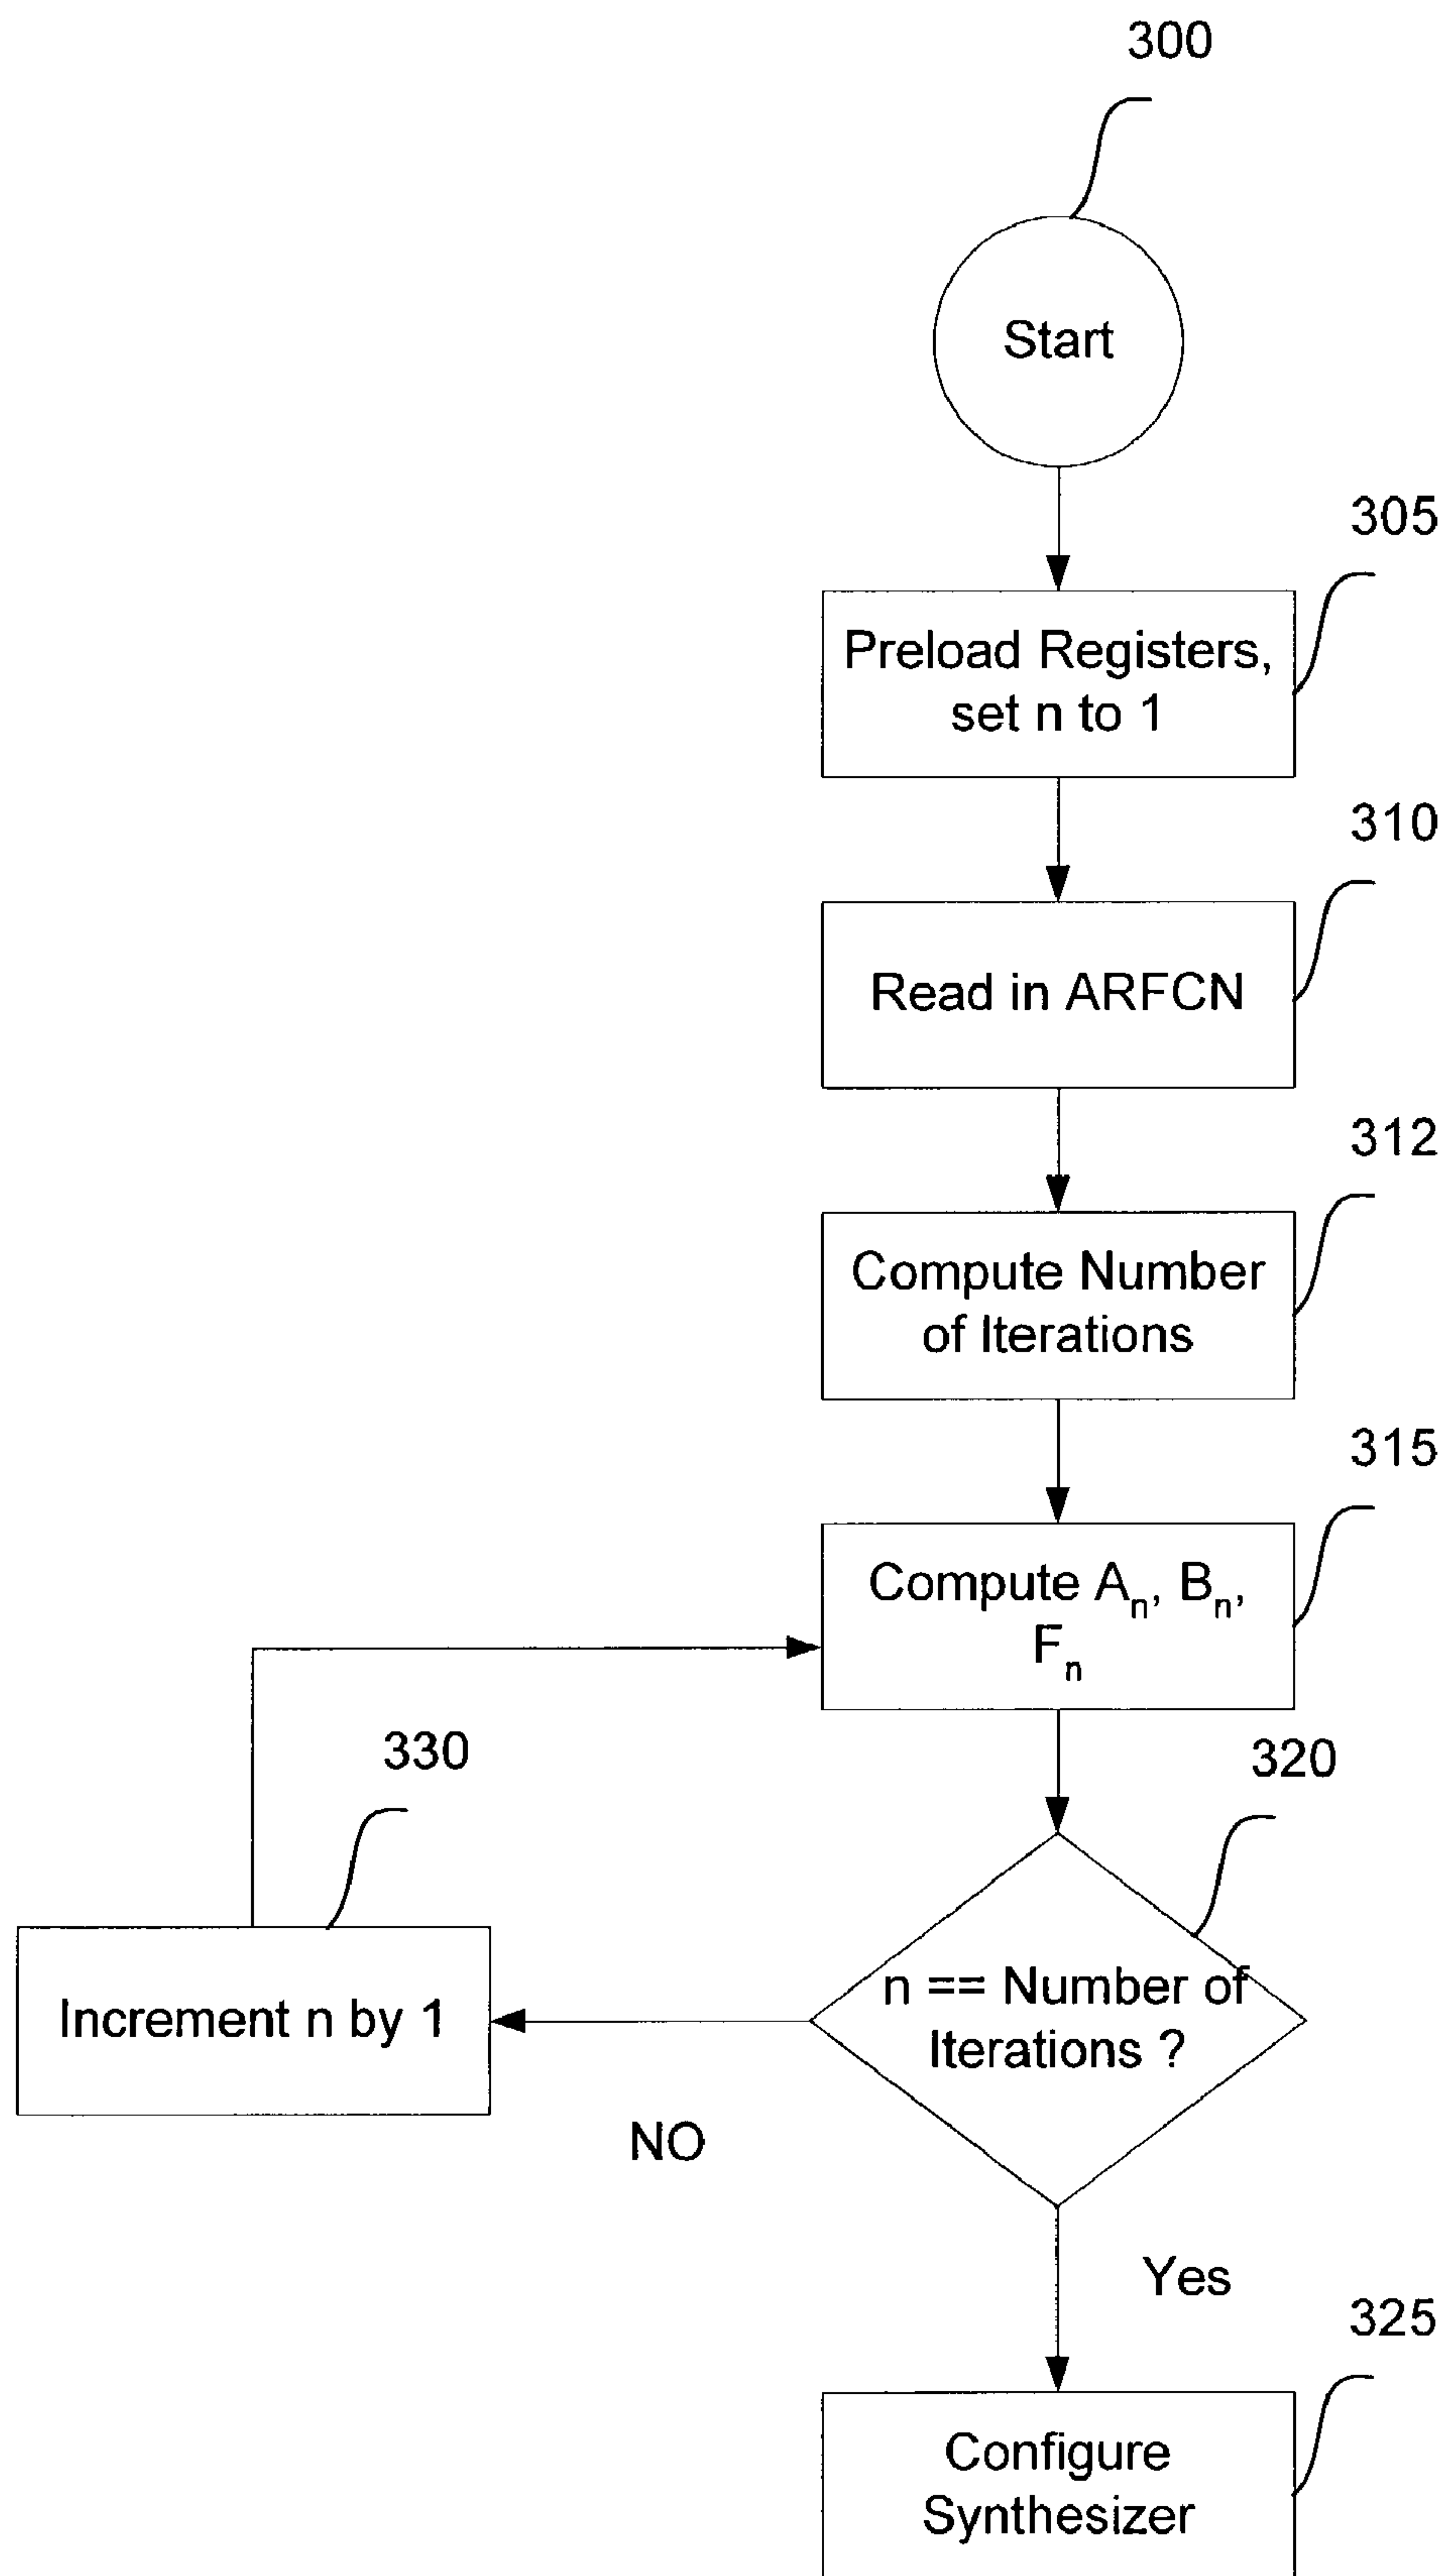 300
Start
305
Preload Registers,
set n to 1
310
Read in ARFCN
312
Compute Number
of Iterations
315
Compute Aₙ, Bₙ,
Fₙ
330
320
Increment n by 1
n == Number of
Iterations ?
NO
Yes
325
Configure
Synthesizer